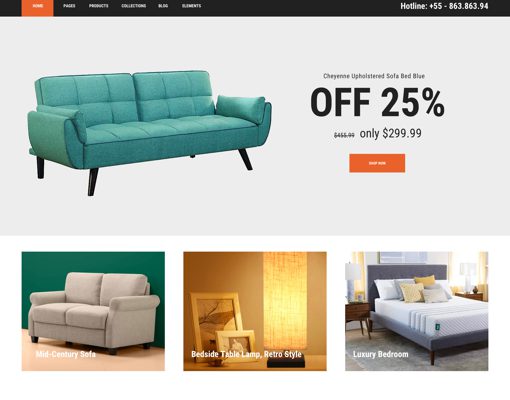 HOME PAGES PRODUCTS COLLECTIONS BLOG ELEMENTS Hotline: +55 - 863.863.94
Cheyenne Upholstered Sofa Bed Blue
OFF 25%
$455.99 only $299.99
SHOP NOW
Mid-Century Sofa
Bedside Table Lamp, Retro Style
Luxury Bedroom